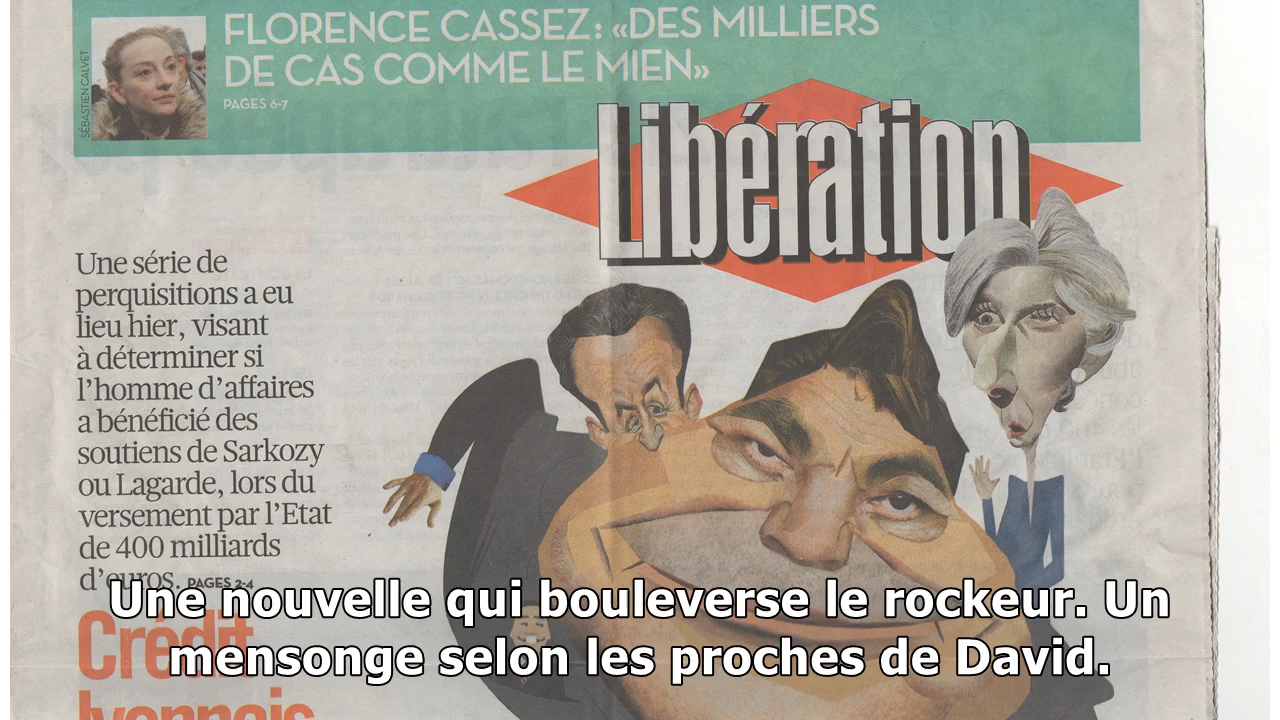 FLORENCE CASSEZ: «DES MILLIERS
DE CAS COMME LE MIEN»
PAGES 6-7
SÉBASTIEN CALVET
Libération
Une série de
perquisitions a eu
lieu hier, visant
à déterminer si
l’homme d’affaires
a bénéficié des
soutiens de Sarkozy
ou Lagarde, lors du
versement par l’Etat
de 400 milliards
d’euros. PAGES 2-4
Crédit
lyonnais
Une nouvelle qui bouleverse le rockeur. Un
mensonge selon les proches de David.